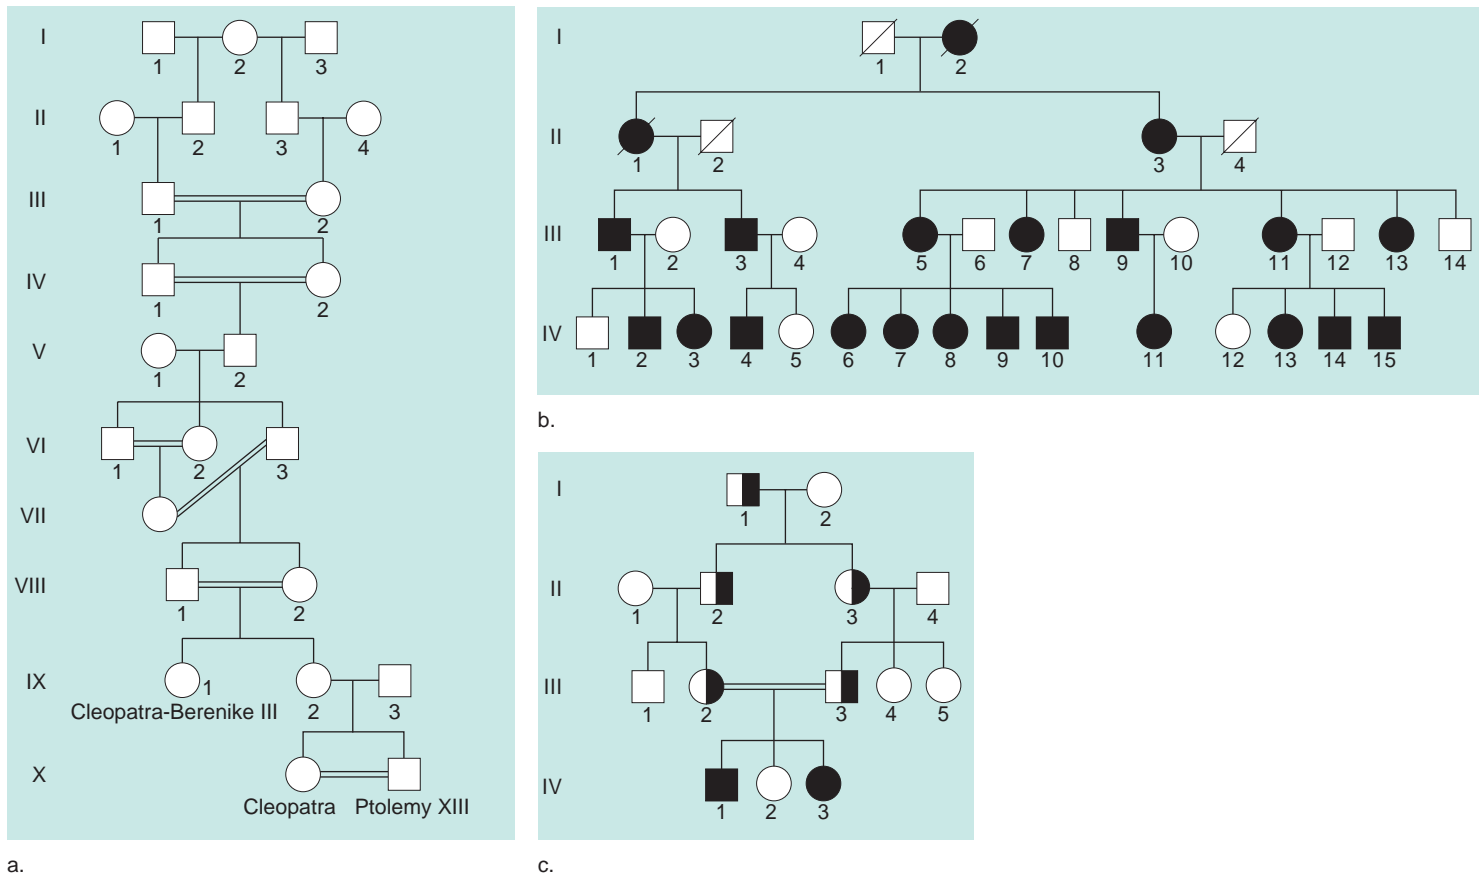 I
1 2 3
II
1 2 3 4
III
1 2
IV
1 2
V
1 2
VI
1 2 3
VII
VIII
1 2
IX
1
Cleopatra-Berenike III 2 3
X
Cleopatra Ptolemy XIII
a.
I
1 2
II
1 2 3 4
III
1 2 3 4 5 6 7 8 9 10 11 12 13 14
IV
1 2 3 4 5 6 7 8 9 10 11 12 13 14 15
b.
I
1 2
II
1 2 3 4
III
1 2 3 4 5
IV
1 2 3
c.